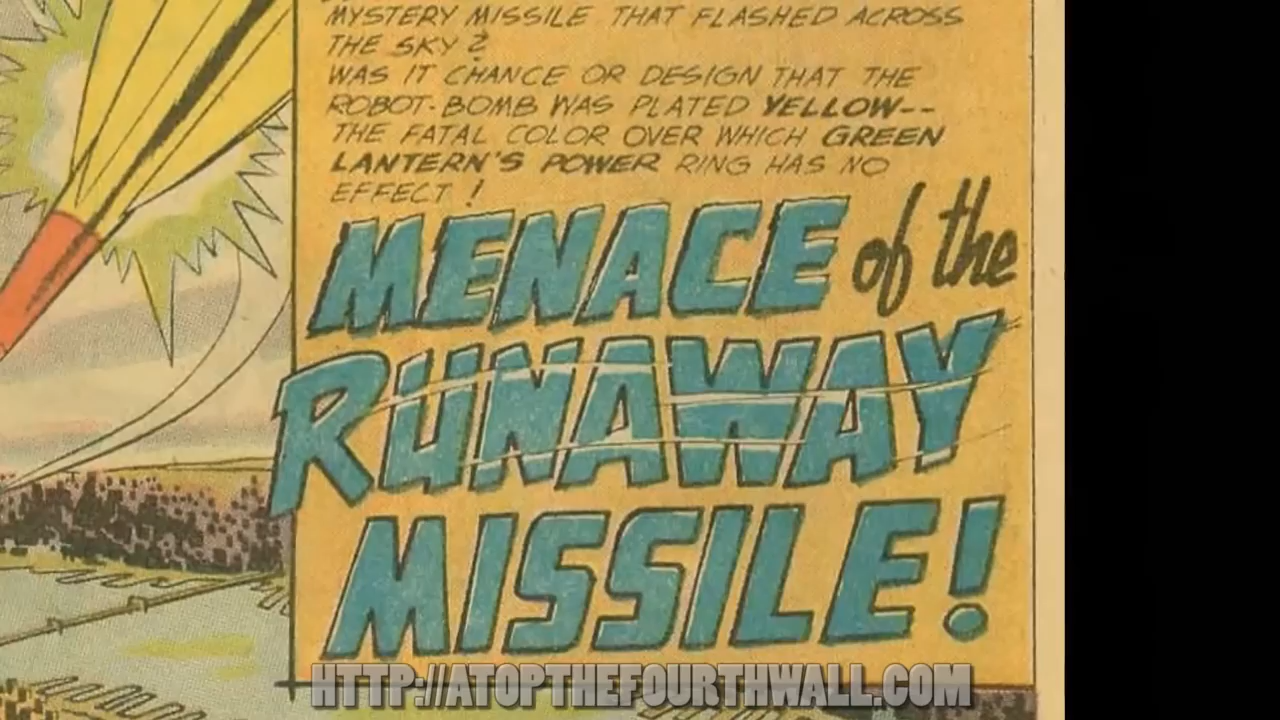 MYSTERY MISSILE THAT FLASHED ACROSS
THE SKY?
WAS IT CHANCE OR DESIGN THAT THE
ROBOT-BOMB WAS PLATED YELLOW--
THE FATAL COLOR OVER WHICH GREEN
LANTERN'S POWER RING HAS NO
EFFECT!
MENACE of the
RUNAWAY
MISSILE!
HTTP://ATOPTHEFOURTHWALL.COM